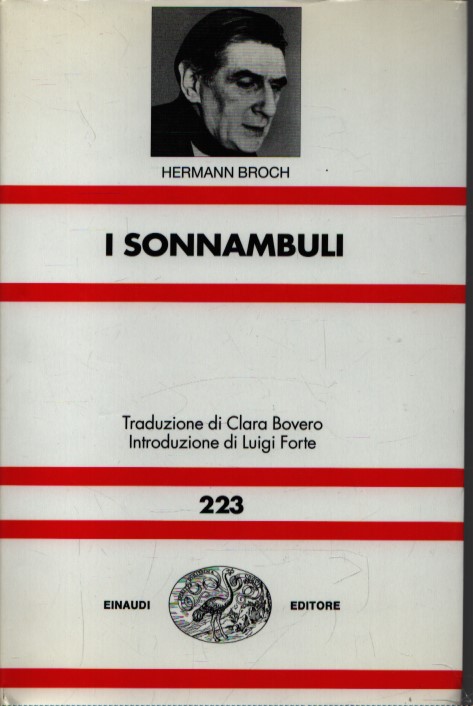 HERMANN BROCH
I SONNAMBULI
Traduzione di Clara Bovero
Introduzione di Luigi Forte
223
EINAUDI EDITORE